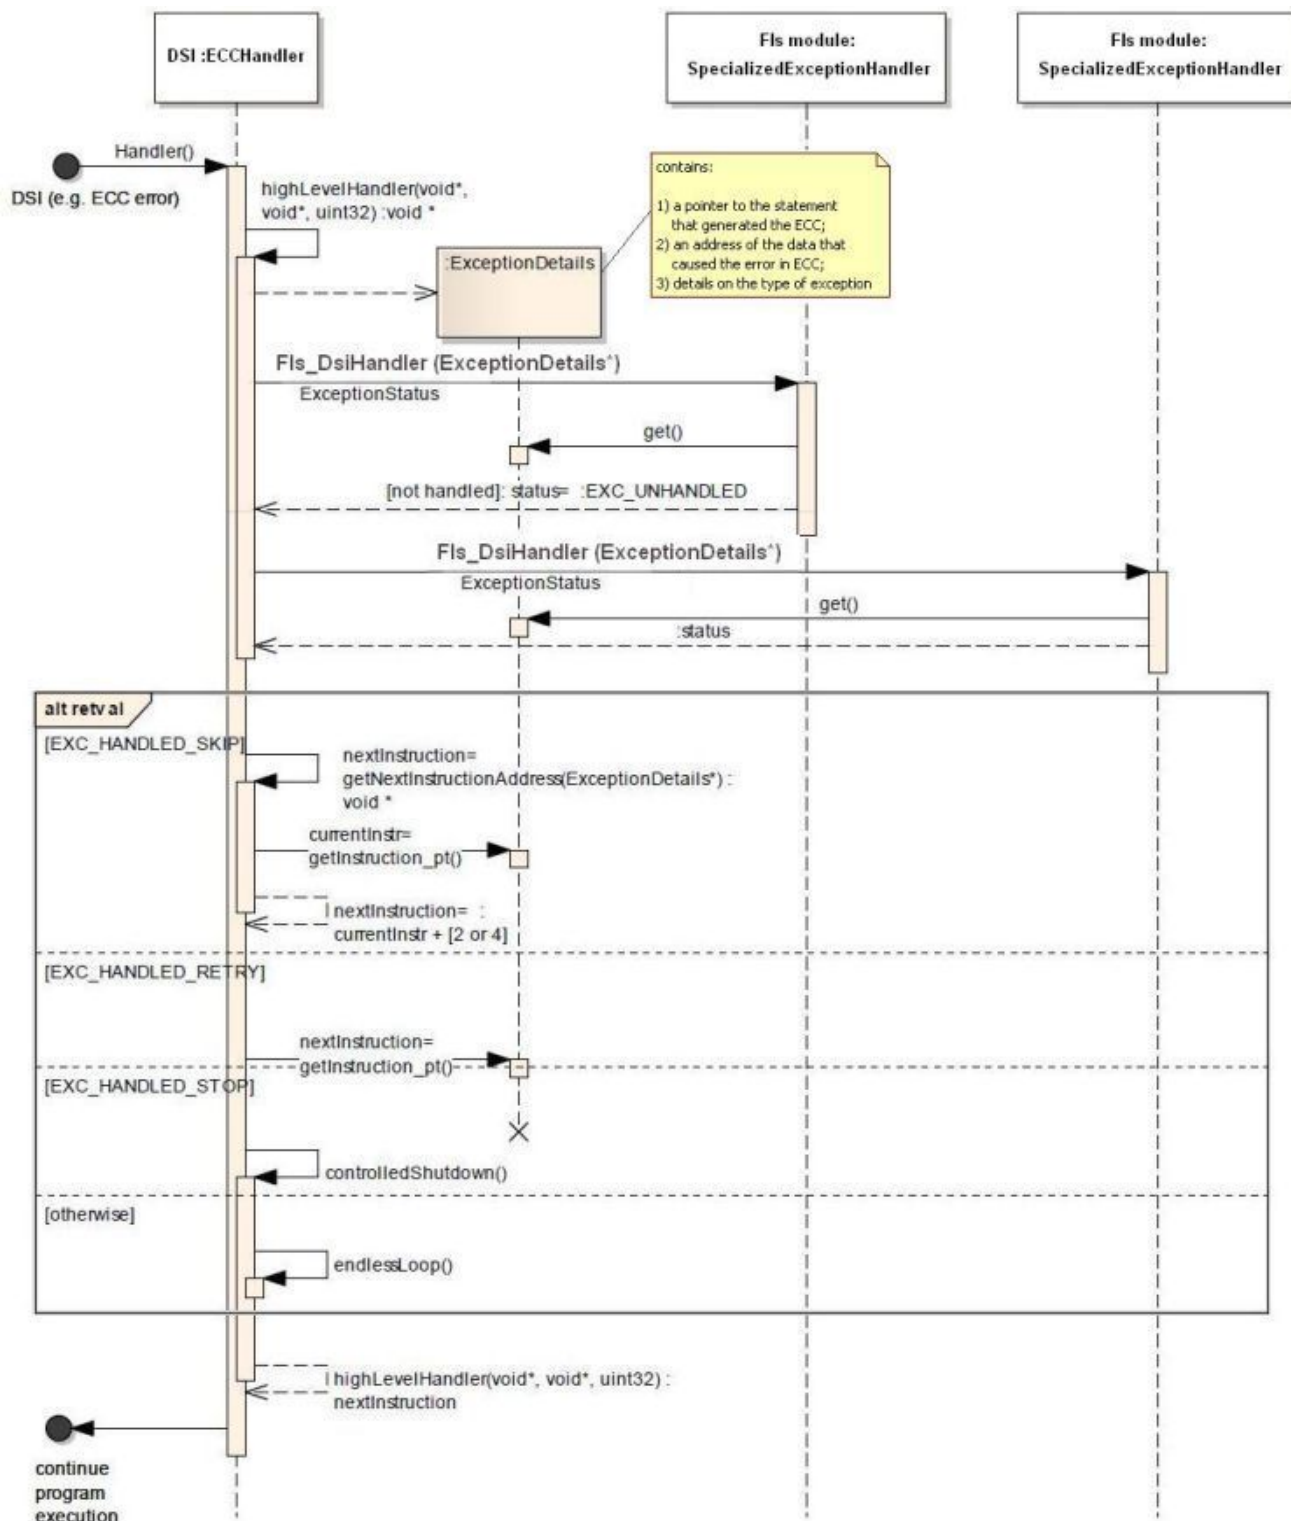 DSI :ECCHandler
Fls module:
SpecializedExceptionHandler
Fls module:
SpecializedExceptionHandler
Handler()
DSI (e.g. ECC error)
highLevelHandler(void*,
void*, uint32) :void *
contains:
1) a pointer to the statement
that generated the ECC;
2) an address of the data that
caused the error in ECC;
3) details on the type of exception
:ExceptionDetails
Fls_DsiHandler (ExceptionDetails*)
ExceptionStatus
get()
[not handled]: status= :EXC_UNHANDLED
Fls_DsiHandler (ExceptionDetails*)
ExceptionStatus
get()
:status
alt retval
[EXC_HANDLED_SKIP]
nextInstruction=
getNextInstructionAddress(ExceptionDetails*) :
void *
currentInstr=
getInstruction_pt()
nextInstruction= :
currentInstr + [2 or 4]
[EXC_HANDLED_RETRY]
nextInstruction=
getInstruction_pt()
[EXC_HANDLED_STOP]
controlledShutdown()
[otherwise]
endlessLoop()
highLevelHandler(void*, void*, uint32) :
nextInstruction
continue
program
execution